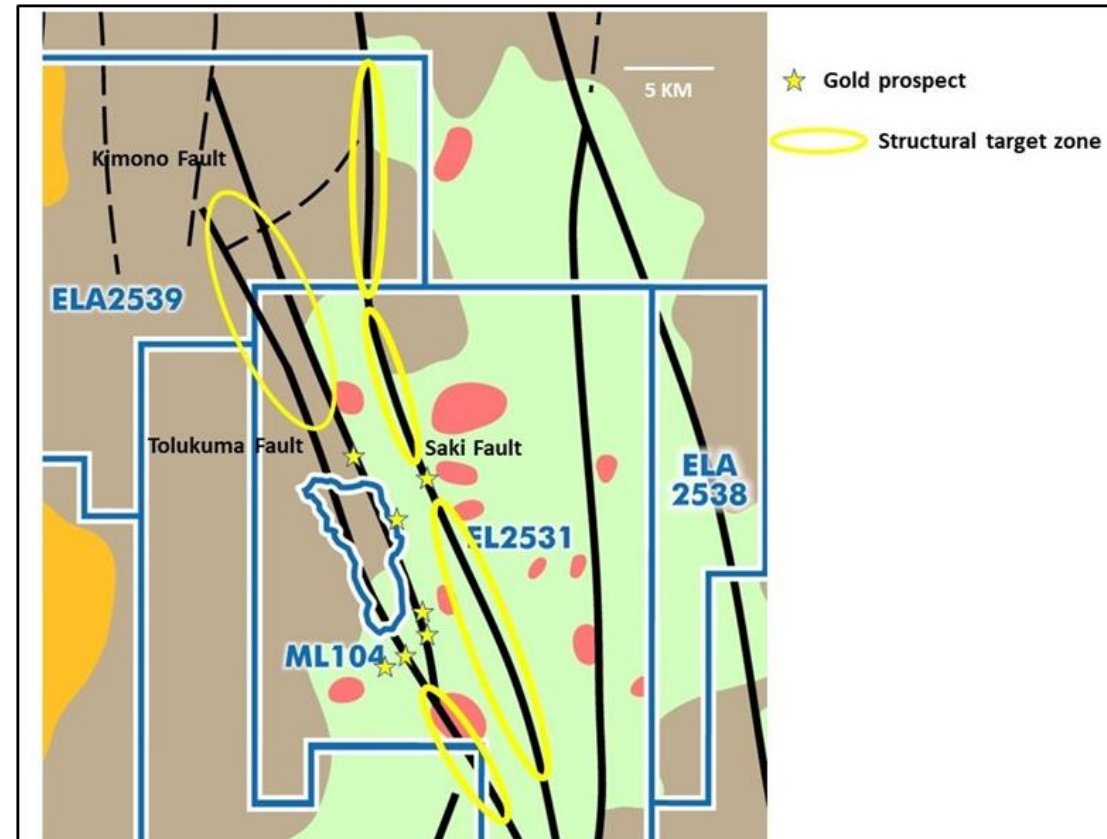 5 KM
Gold prospect
Structural target zone
Kimono Fault
ELA2539
Tolukuma Fault
Saki Fault
ELA
2538
EL2531
ML104